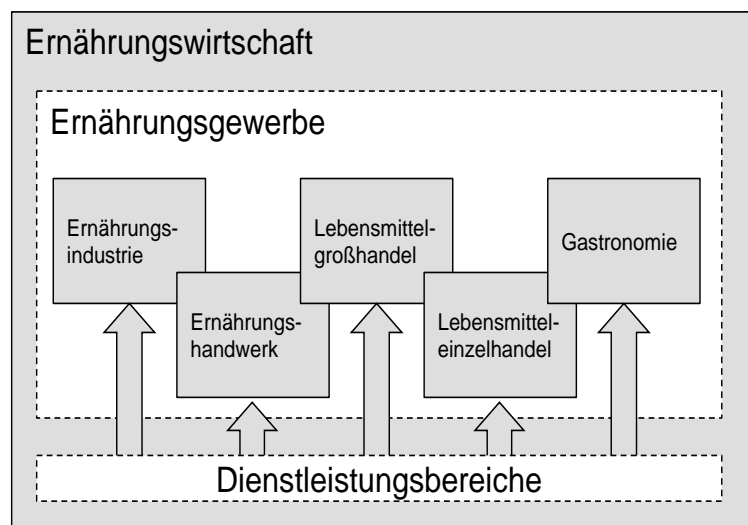 Ernährungswirtschaft
Ernährungsgewerbe
Ernährungs-
industrie
Ernährungs-
handwerk
Lebensmittel-
großhandel
Lebensmittel-
einzelhandel
Gastronomie
Dienstleistungsbereiche